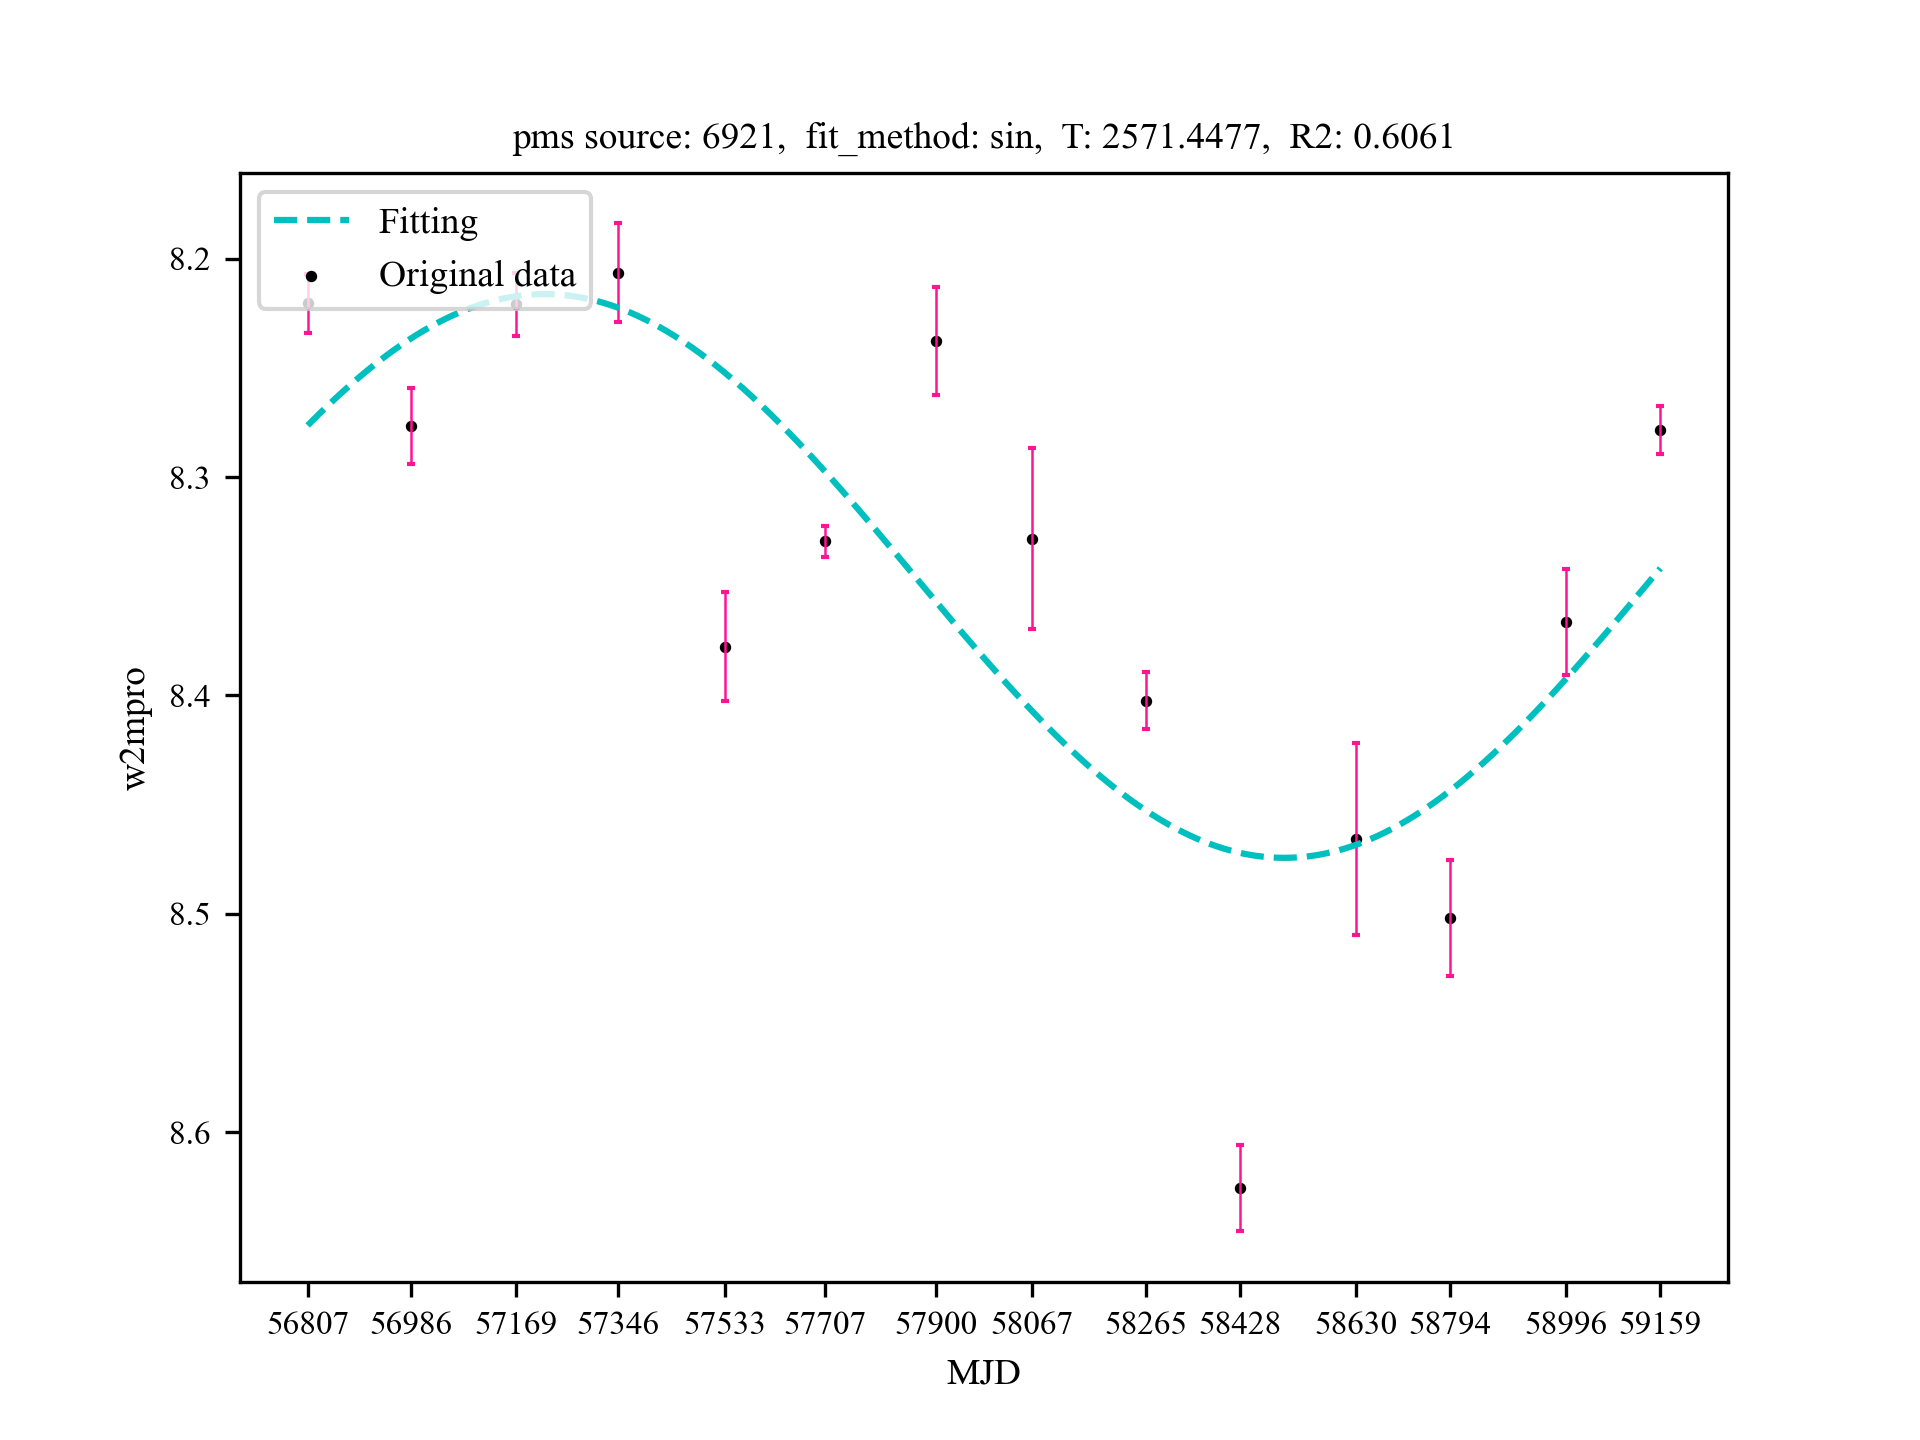 pms source: 6921, fit_method: sin, T: 2571.4477, R2: 0.6061
Fitting
Original data
8.2
8.3
8.4
8.5
8.6
w2mpro
56807 56986 57169 57346 57533 57707 57900 58067 58265 58428 58630 58794 58996 59159
MJD